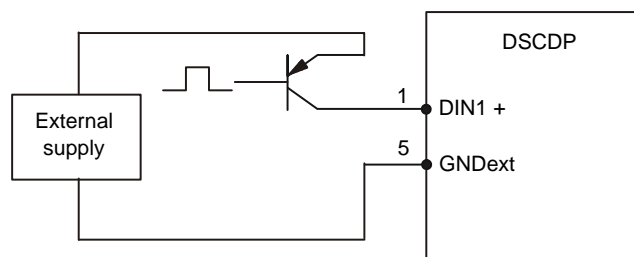 DSCDP
1
DIN1 +
External
supply
5
GNDext